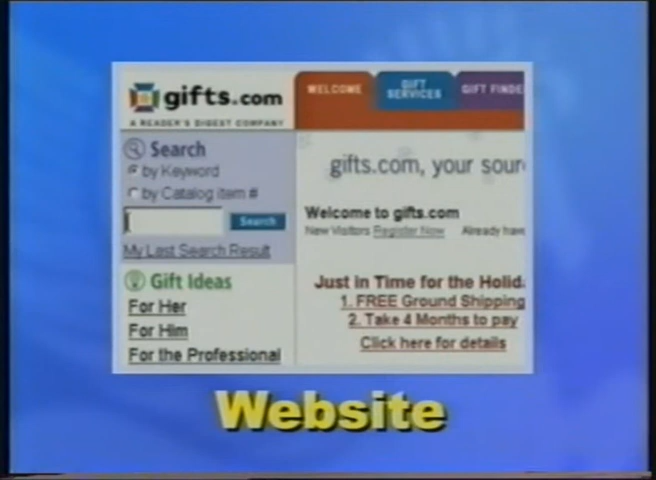 gifts.com
A READER'S DIGEST COMPANY
WELCOME
GIFT SERVICES
GIFT FINDE
Search
by Keyword
by Catalog item #
Search
My Last Search Result
Gift Ideas
For Her
For Him
For the Professional
gifts.com, your sour
Welcome to gifts.com
New Visitors Register Now Already have
Just in Time for the Holid
1. FREE Ground Shipping
2. Take 4 Months to pay
Click here for details
Website